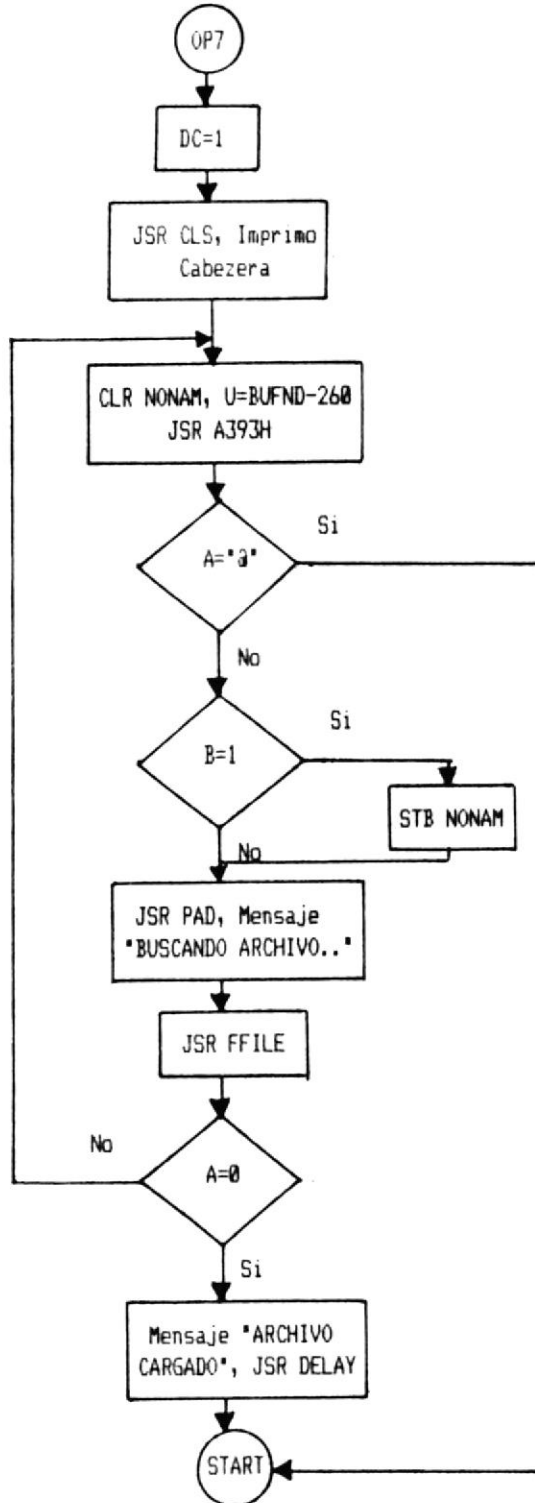 OP7
DC=1
JSR CLS, Imprimo
Cabezera
CLR NONAM, U=BUFND-260
JSR A393H
A="@"
Si
No
B=1
Si
STB NONAM
No
JSR PAD, Mensaje
"BUSCANDO ARCHIVO.."
JSR FFILE
No
A=0
Si
Mensaje "ARCHIVO
CARGADO", JSR DELAY
START